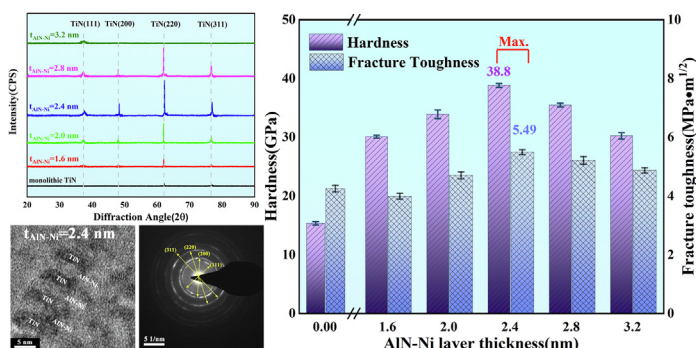 TiN(111) TiN(200) TiN(220) TiN(311)
tAlN-Ni=3.2 nm
tAlN-Ni=2.8 nm
tAlN-Ni=2.4 nm
tAlN-Ni=2.0 nm
tAlN-Ni=1.6 nm
monolithic TiN
Intensity(CPS)
20 30 40 50 60 70 80 90
Diffraction Angle(2θ)
tAlN-Ni=2.4 nm
TiN
AlN-Ni
TiN
AlN-Ni
TiN
AlN-Ni
TiN
AlN-Ni
5 nm
(311)
(220)
(200)
(111)
5 1/nm
Hardness
Fracture Toughness
Max.
38.8
5.49
50
40
30
20
10
0
Hardness(GPa)
10
8
6
4
2
0
Fracture toughness(MPa•m1/2)
0.00 1.6 2.0 2.4 2.8 3.2
AlN-Ni layer thickness(nm)